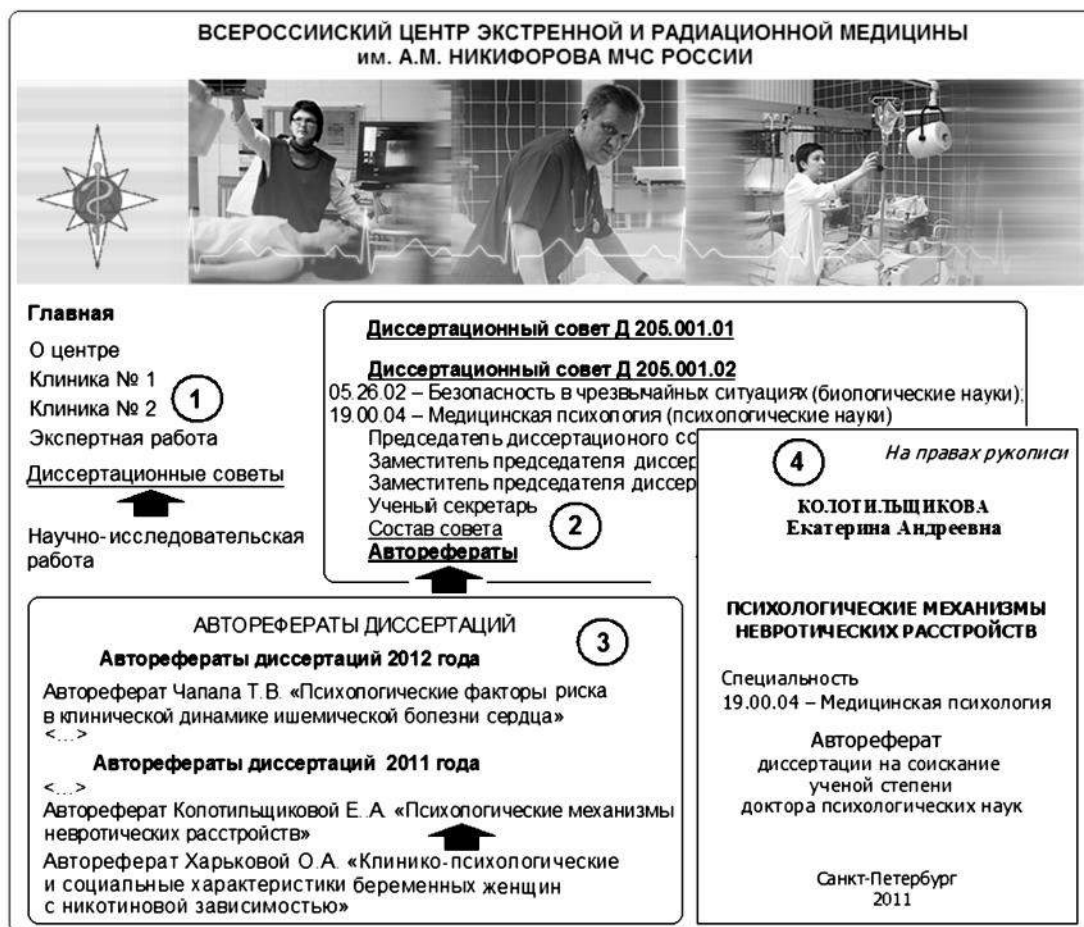 ВСЕРОССИИСКИЙ ЦЕНТР ЭКСТРЕННОЙ И РАДИАЦИОННОЙ МЕДИЦИНЫ
им. А.М. НИКИФОРОВА МЧС РОССИИ
Главная
О центре
Клиника № 1
Клиника № 2
1
Экспертная работа
Диссертационные советы
Научно-исследовательская
работа
Диссертационный совет Д 205.001.01
Диссертационный совет Д 205.001.02
05.26.02 – Безопасность в чрезвычайных ситуациях (биологические науки);
19.00.04 – Медицинская психология (психологические науки)
Председатель диссертационого сс
Заместитель председателя диссер
Заместитель председателя диссер
Ученый секретарь
Состав совета
2
Авторефераты
АВТОРЕФЕРАТЫ ДИССЕРТАЦИЙ
3
Авторефераты диссертаций 2012 года
Автореферат Чапала Т.В. «Психологические факторы риска
в клинической динамике ишемической болезни сердца»
<...>
Авторефераты диссертаций 2011 года
<...>
Автореферат Колотильщиковой Е.А. «Психологические механизмы
невротических расстройств»
Автореферат Харьковой О.А. «Клинико-психологические
и социальные характеристики беременных женщин
с никотиновой зависимостью»
4
На правах рукописи
КОЛОТИЛЬЩИКОВА
Екатерина Андреевна
ПСИХОЛОГИЧЕСКИЕ МЕХАНИЗМЫ
НЕВРОТИЧЕСКИХ РАССТРОЙСТВ
Специальность
19.00.04 – Медицинская психология
Автореферат
диссертации на соискание
ученой степени
доктора психологических наук
Санкт-Петербург
2011